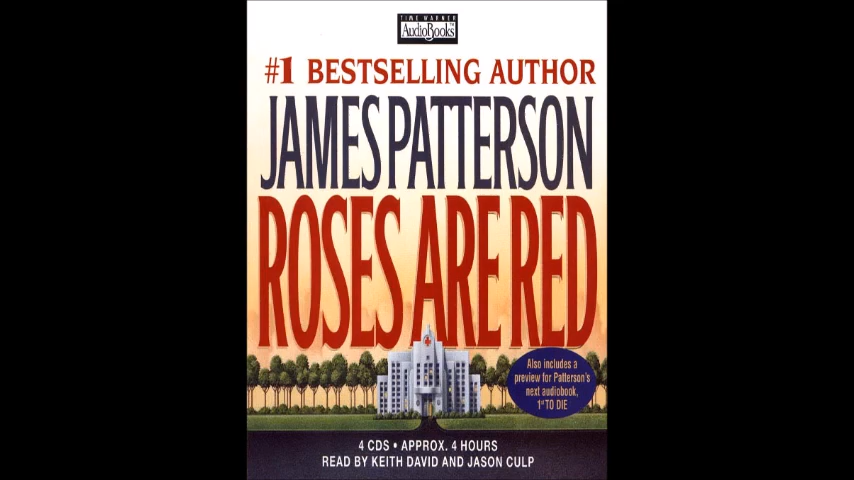 TIME WARNER
AudioBooks™
#1 BESTSELLING AUTHOR
JAMES PATTERSON
ROSES ARE RED
Also includes a
preview for Patterson's
next audiobook,
1ST TO DIE
4 CDS • APPROX. 4 HOURS
READ BY KEITH DAVID AND JASON CULP